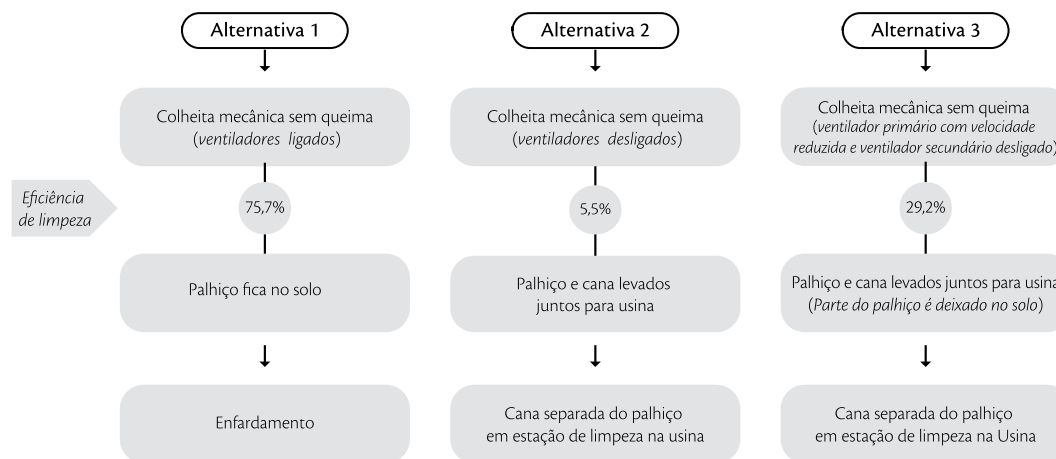 Alternativa 1
Alternativa 2
Alternativa 3
Colheita mecânica sem queima
(ventiladores ligados)
Colheita mecânica sem queima
(ventiladores desligados)
Colheita mecânica sem queima
(ventilador primário com velocidade
reduzida e ventilador secundário desligado)
Eficiência
de limpeza
75,7%
5,5%
29,2%
Palhiço fica no solo
Palhiço e cana levados
juntos para usina
Palhiço e cana levados juntos para usina
(Parte do palhiço é deixado no solo)
Enfardamento
Cana separada do palhiço
em estação de limpeza na usina
Cana separada do palhiço
em estação de limpeza na Usina